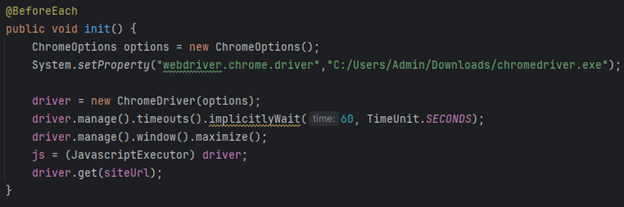 @BeforeEach
public void init() {
    ChromeOptions options = new ChromeOptions();
    System.setProperty("webdriver.chrome.driver","C:/Users/Admin/Downloads/chromedriver.exe");
    driver = new ChromeDriver(options);
    driver.manage().timeouts().implicitlyWait( time: 60, TimeUnit.SECONDS);
    driver.manage().window().maximize();
    js = (JavascriptExecutor) driver;
    driver.get(siteUrl);
}